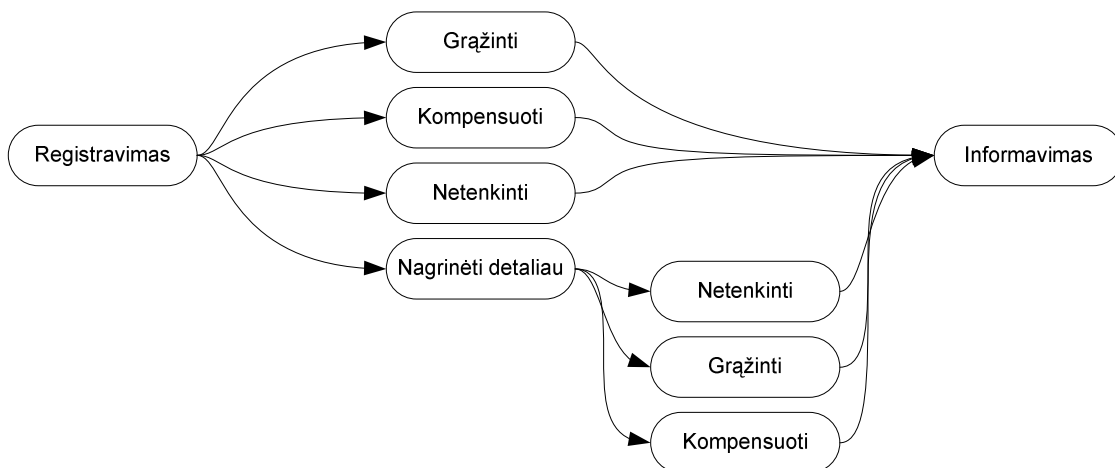 Grąžinti
Kompensuoti
Registravimas
Informavimas
Netenkinti
Nagrinėti detaliau
Netenkinti
Grąžinti
Kompensuoti